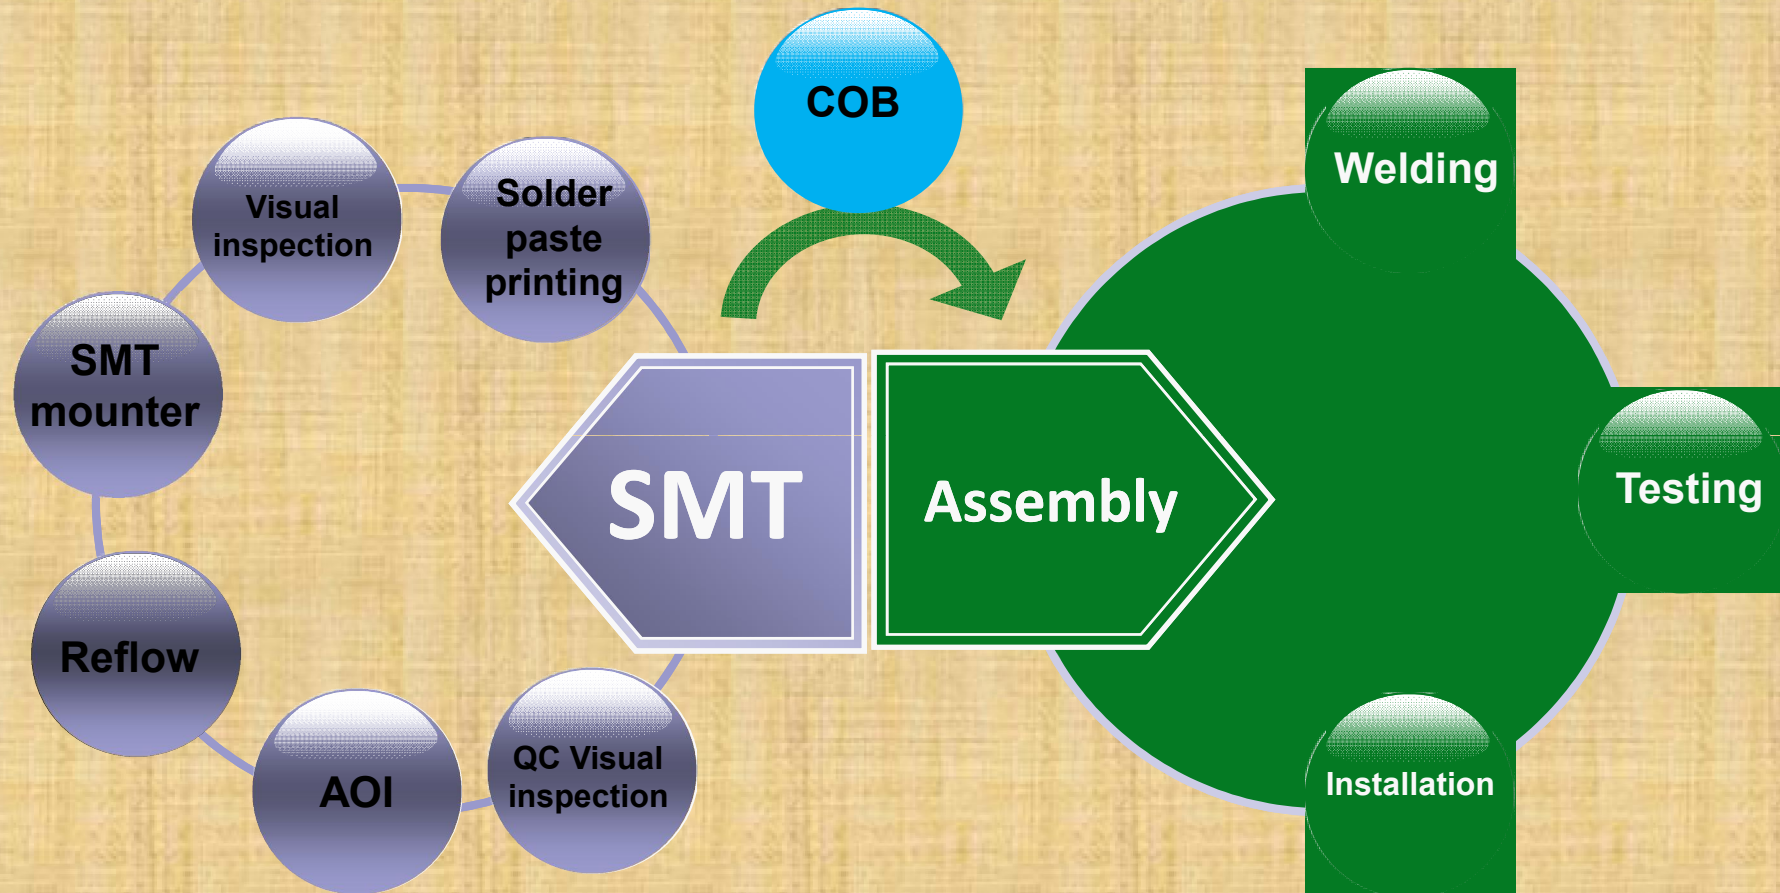 COB
Visual
inspection
Solder
paste
printing
SMT
mounter
Reflow
AOI
QC Visual
inspection
SMT
Assembly
Welding
Testing
Installation